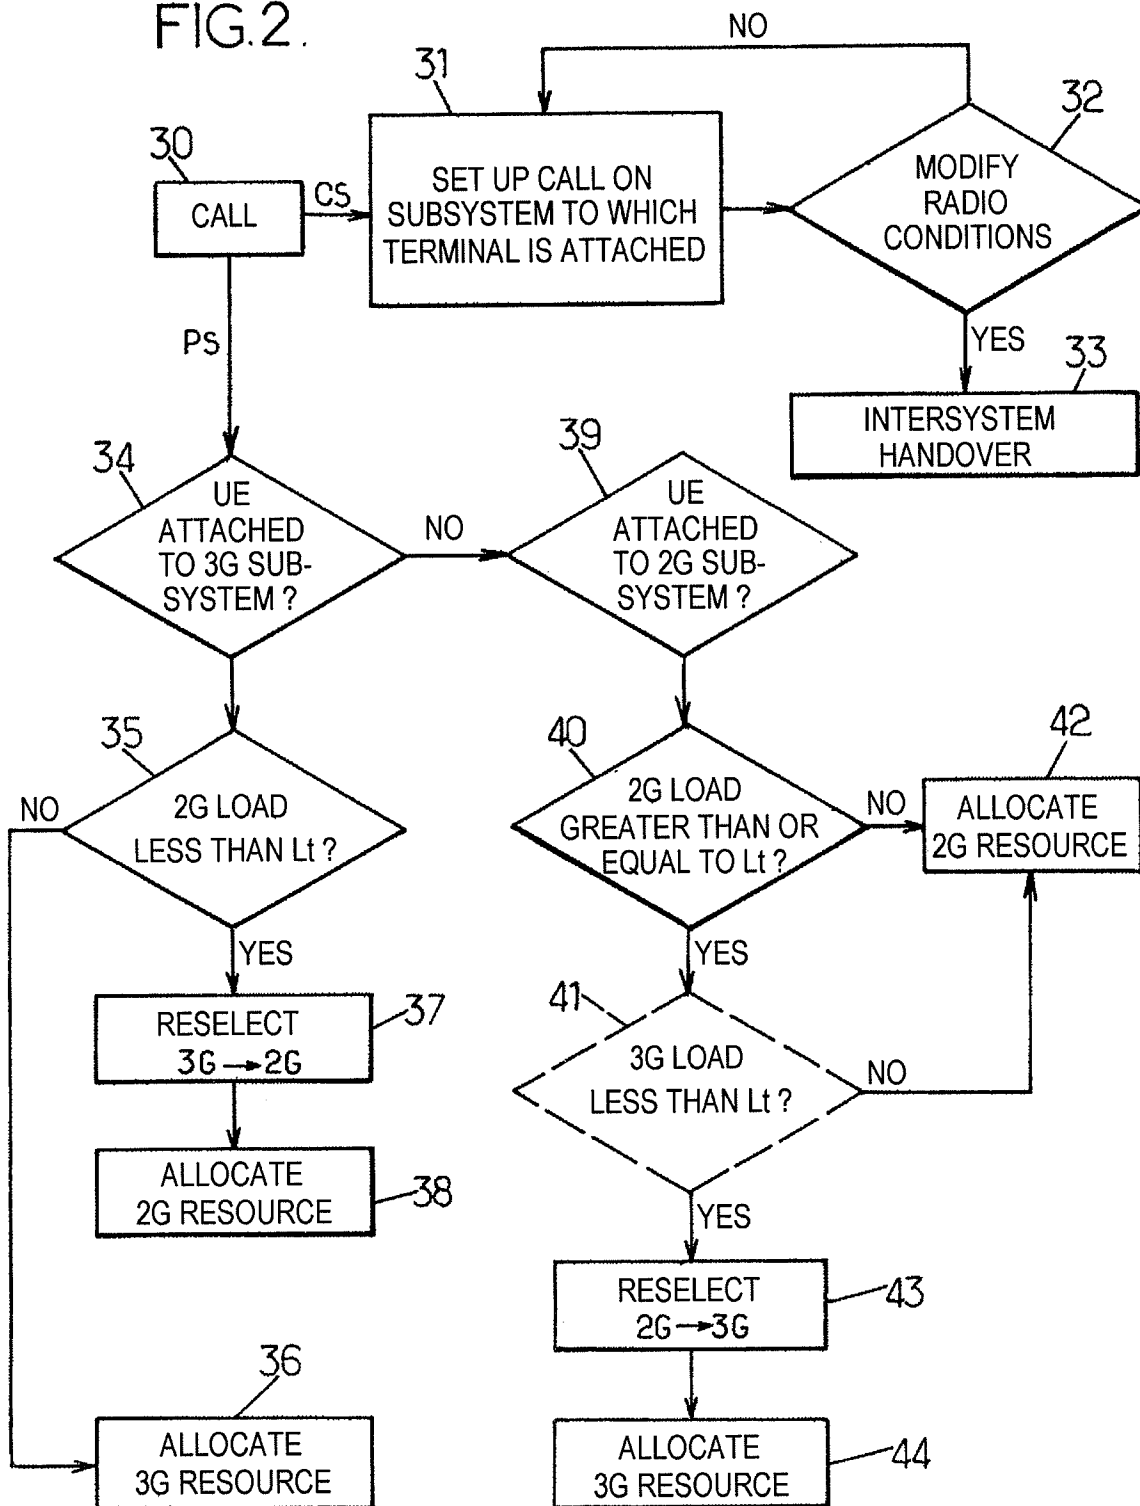 FIG.2.
NO
31
32
30
CALL
CS
SET UP CALL ON
SUBSYSTEM TO WHICH
TERMINAL IS ATTACHED
MODIFY
RADIO
CONDITIONS
PS
YES
33
INTERSYSTEM
HANDOVER
34
UE
ATTACHED
TO 3G SUB-
SYSTEM ?
NO
39
UE
ATTACHED
TO 2G SUB-
SYSTEM ?
35
NO
2G LOAD
LESS THAN Lt ?
40
2G LOAD
GREATER THAN OR
EQUAL TO Lt ?
NO
42
ALLOCATE
2G RESOURCE
YES
YES
37
RESELECT
3G → 2G
41
3G LOAD
LESS THAN Lt ?
NO
ALLOCATE
2G RESOURCE
38
YES
RESELECT
2G → 3G
43
36
ALLOCATE
3G RESOURCE
ALLOCATE
3G RESOURCE
44